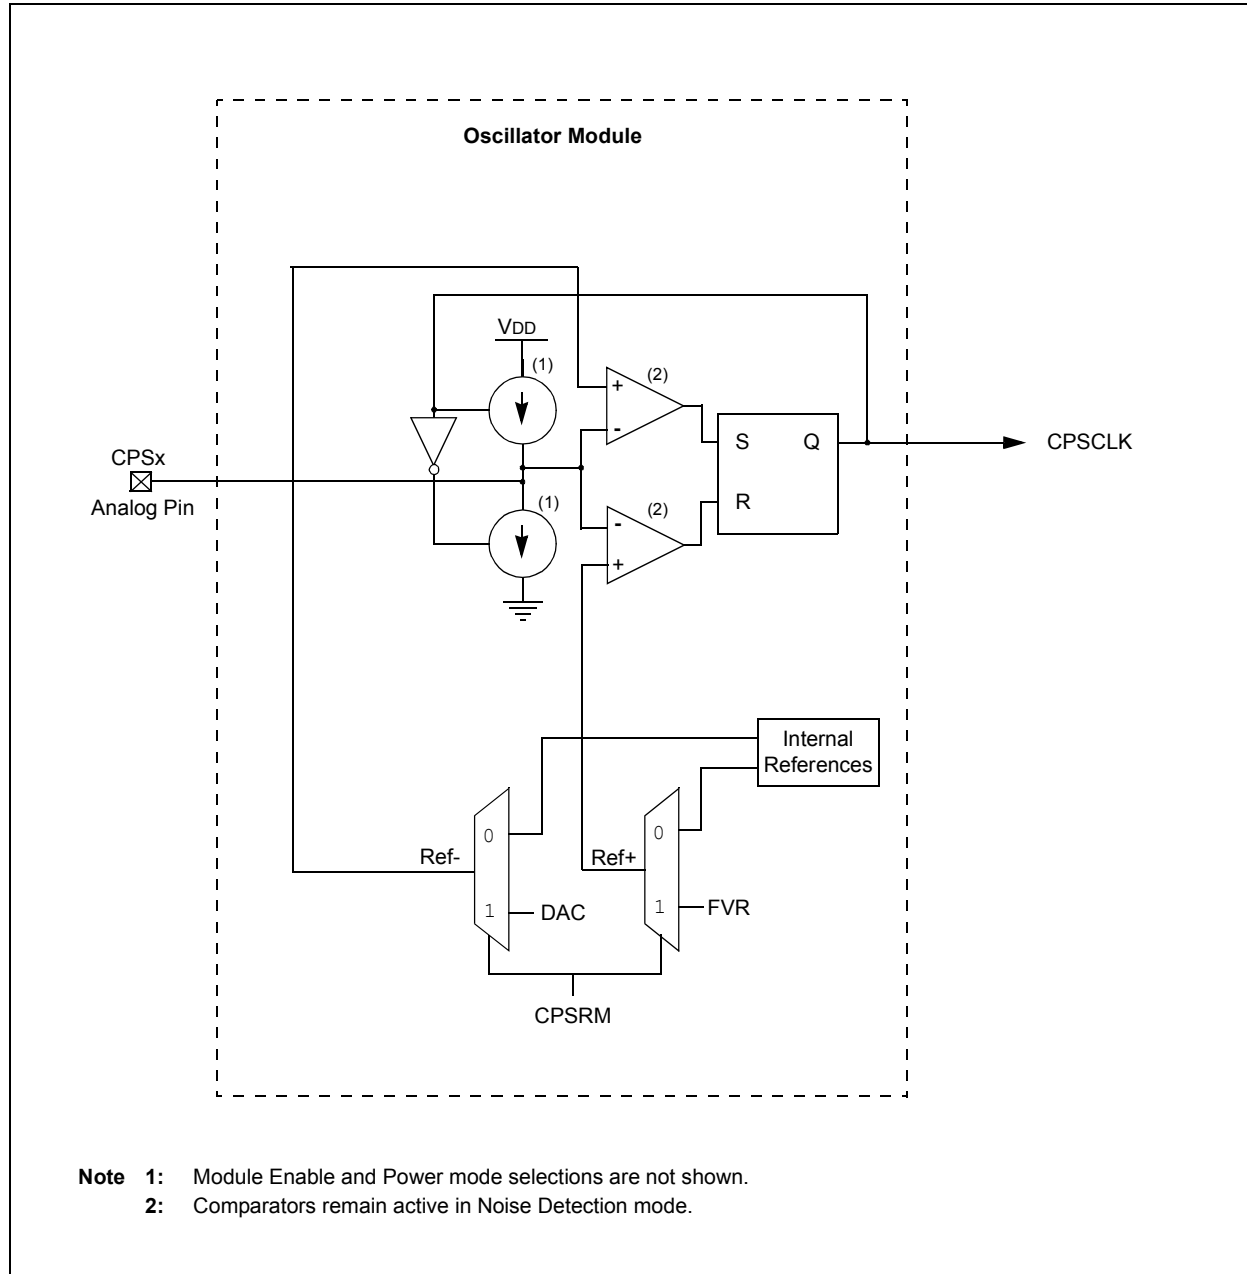 Oscillator Module
VDD
(1)
(2)
+
-
S Q
CPSCLK
CPSx
Analog Pin
(1)
(2)
R
-
+
Internal
References
0
0
Ref-
Ref+
1
DAC
1
FVR
CPSRM
Note 1: Module Enable and Power mode selections are not shown.
2: Comparators remain active in Noise Detection mode.